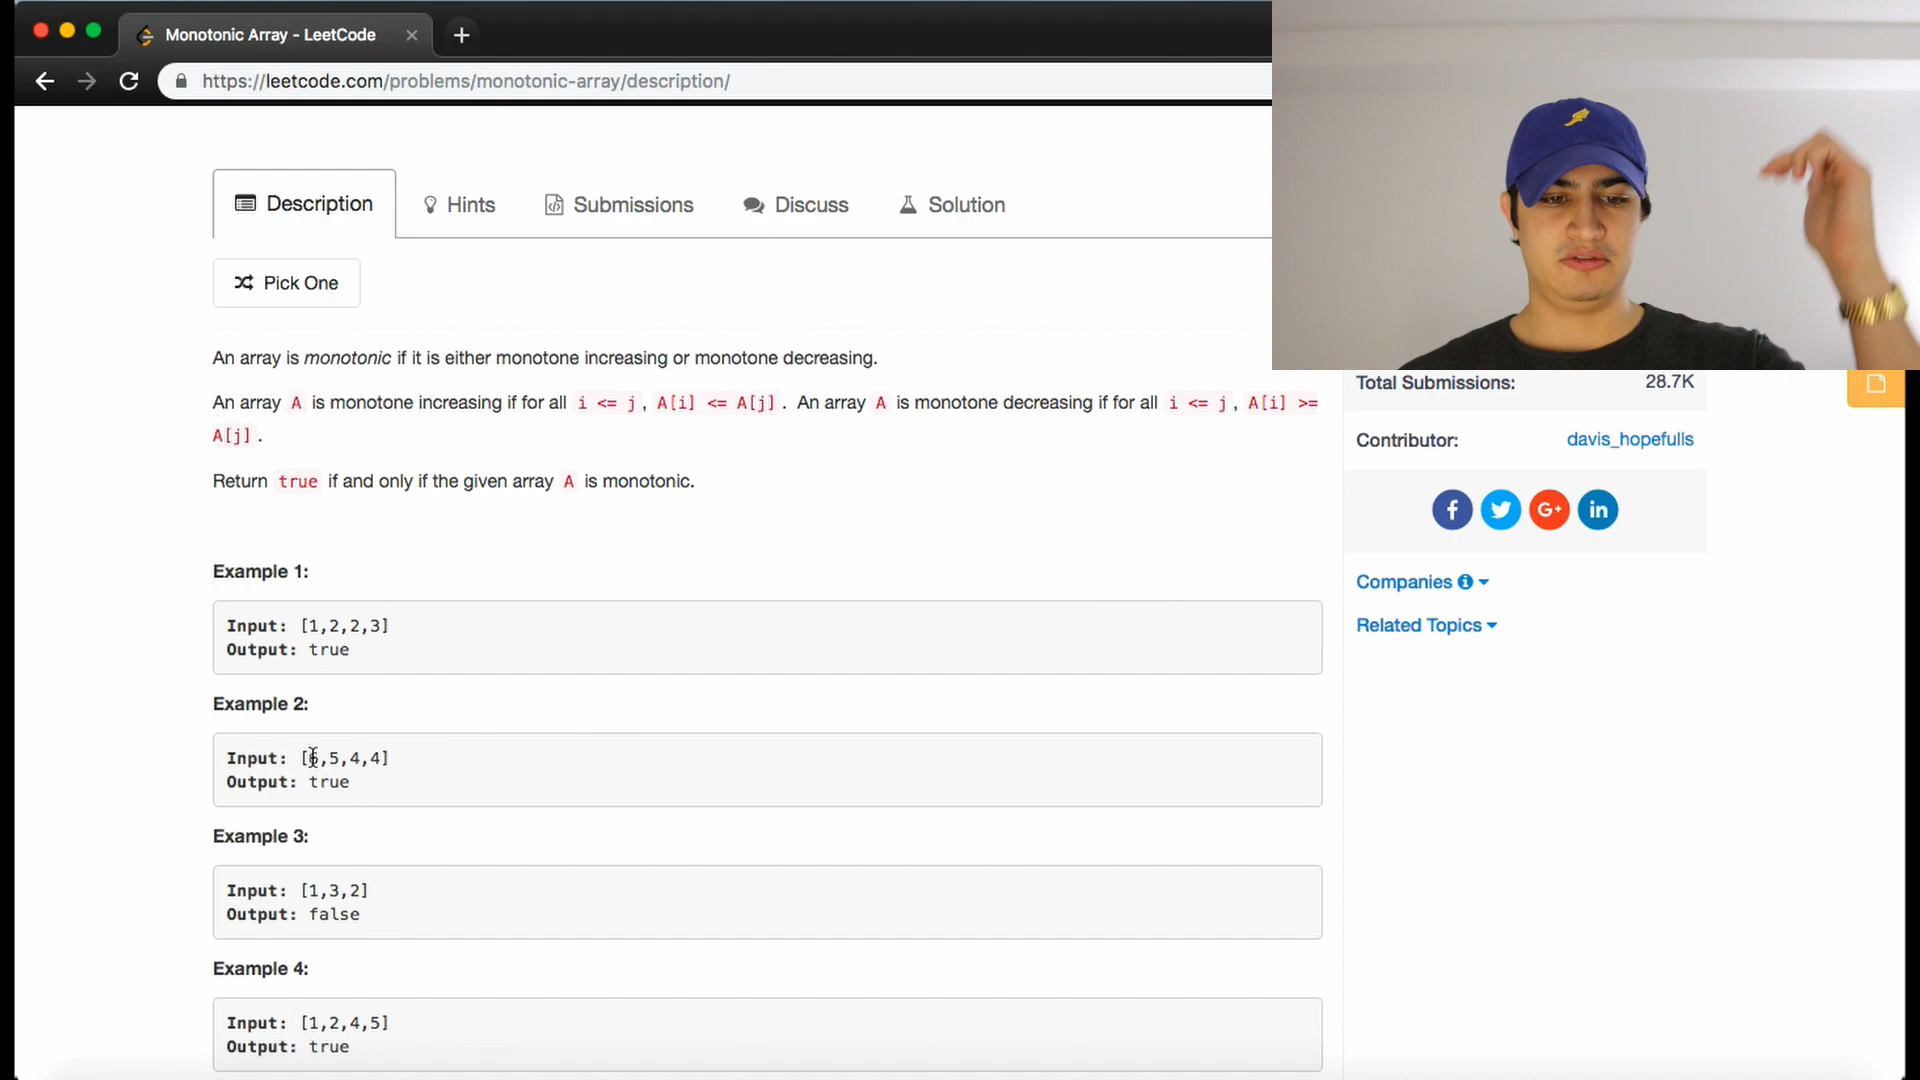 Monotonic Array - LeetCode
https://leetcode.com/problems/monotonic-array/description/
Description
Hints
Submissions
Discuss
Solution
Pick One
An array is monotonic if it is either monotone increasing or monotone decreasing.
An array A is monotone increasing if for all i <= j, A[i] <= A[j]. An array A is monotone decreasing if for all i <= j, A[i] >=
A[j].
Return true if and only if the given array A is monotonic.
Example 1:
Input: [1,2,2,3]
Output: true
Example 2:
Input: [6,5,4,4]
Output: true
Example 3:
Input: [1,3,2]
Output: false
Example 4:
Input: [1,2,4,5]
Output: true
Total Submissions: 28.7K
Contributor: davis_hopefulls
f
G+
in
Companies
Related Topics